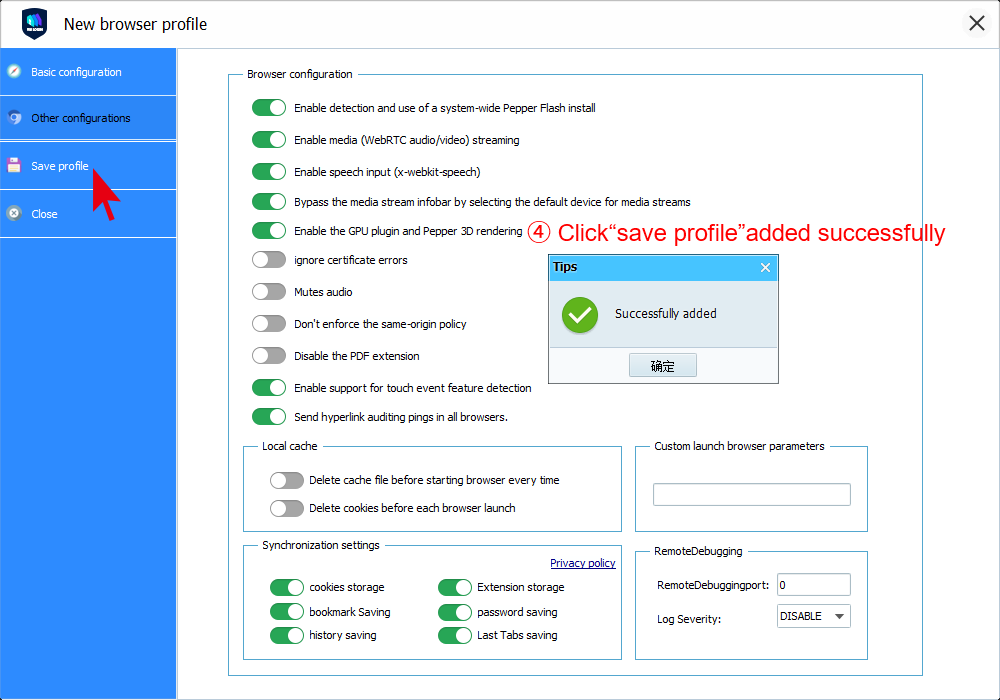 New browser profile
Basic configuration
Other configurations
Save profile
Close
Browser configuration
Enable detection and use of a system-wide Pepper Flash install
Enable media (WebRTC audio/video) streaming
Enable speech input (x-webkit-speech)
Bypass the media stream infobar by selecting the default device for media streams
Enable the GPU plugin and Pepper 3D rendering
④ Click“save profile”added successfully
ignore certificate errors
Mutes audio
Don't enforce the same-origin policy
Disable the PDF extension
Enable support for touch event feature detection
Send hyperlink auditing pings in all browsers.
Tips
Successfully added
确定
Local cache
Delete cache file before starting browser every time
Delete cookies before each browser launch
Custom launch browser parameters
Synchronization settings
Privacy policy
cookies storage
Extension storage
bookmark Saving
password saving
history saving
Last Tabs saving
RemoteDebugging
RemoteDebuggingport: 0
Log Severity: DISABLE